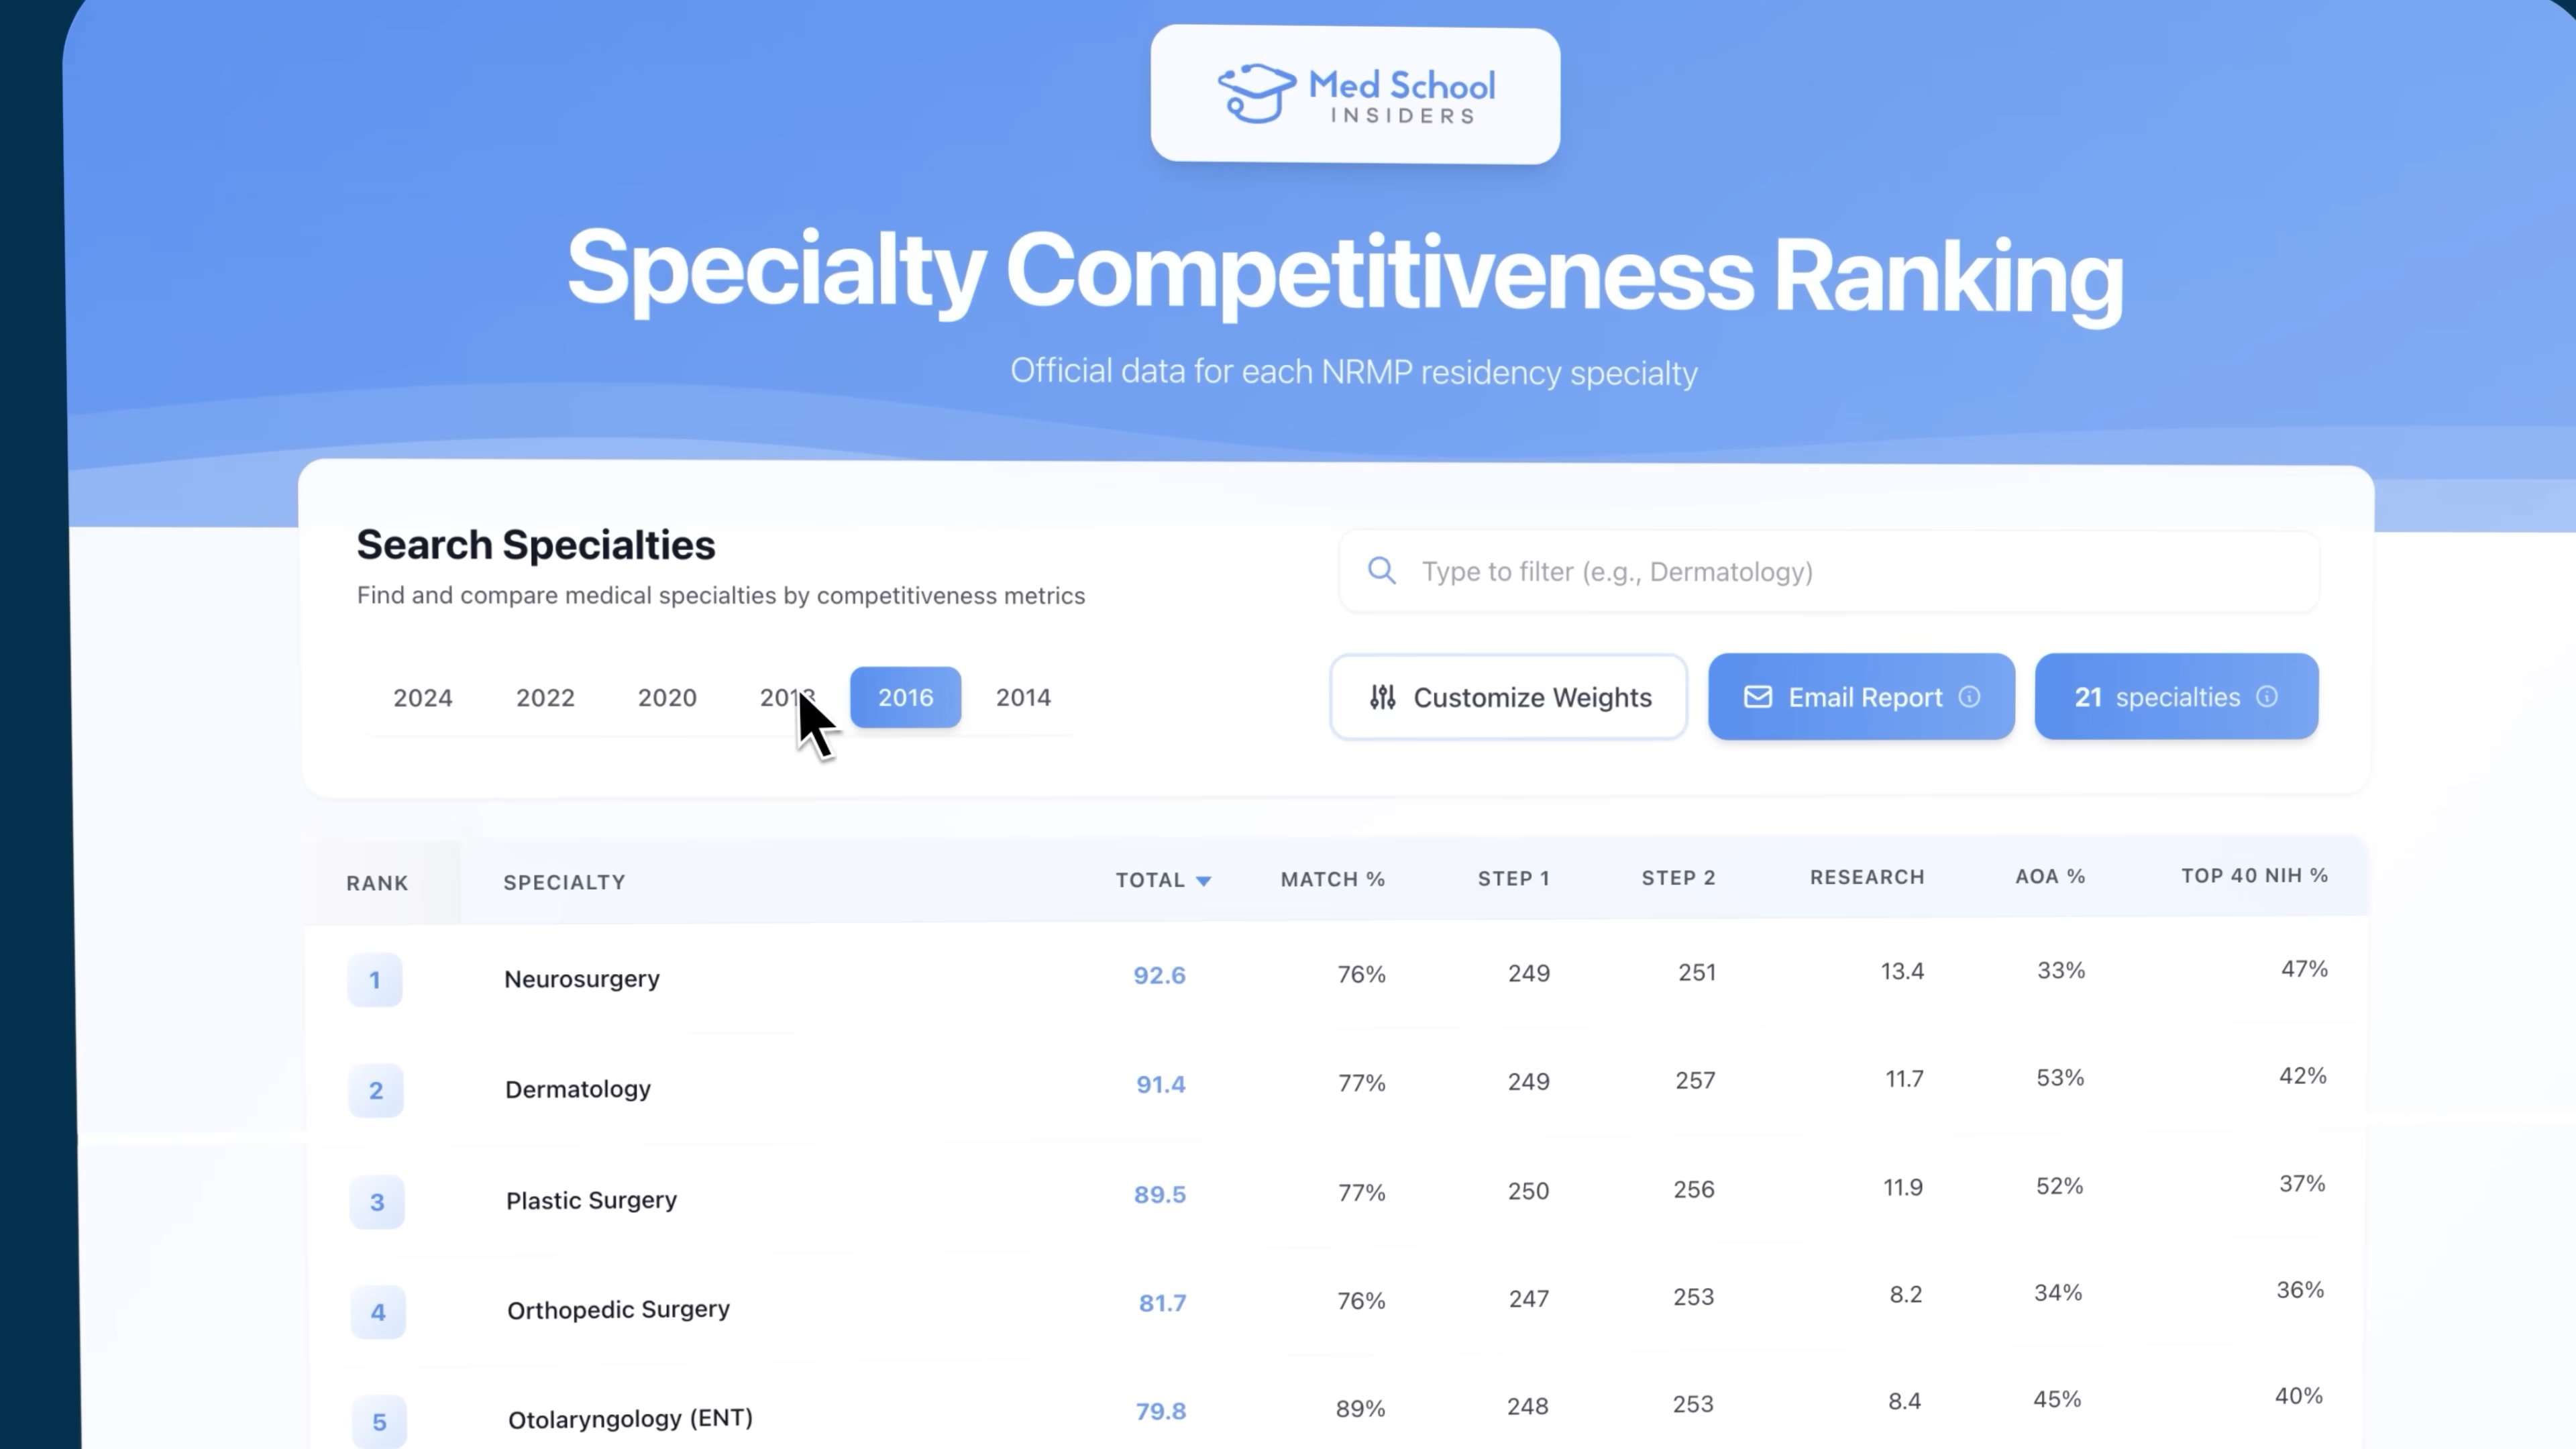 Med School
INSIDERS
Specialty Competitiveness Ranking
Official data for each NRMP residency specialty
Search Specialties
Find and compare medical specialties by competitiveness metrics
Type to filter (e.g., Dermatology)
2024 2022 2020 2018 2016 2014
Customize Weights Email Report 21 specialties
RANK SPECIALTY TOTAL MATCH % STEP 1 STEP 2 RESEARCH AOA % TOP 40 NIH %
1 Neurosurgery 92.6 76% 249 251 13.4 33% 47%
2 Dermatology 91.4 77% 249 257 11.7 53% 42%
3 Plastic Surgery 89.5 77% 250 256 11.9 52% 37%
4 Orthopedic Surgery 81.7 76% 247 253 8.2 34% 36%
5 Otolaryngology (ENT) 79.8 89% 248 253 8.4 45% 40%